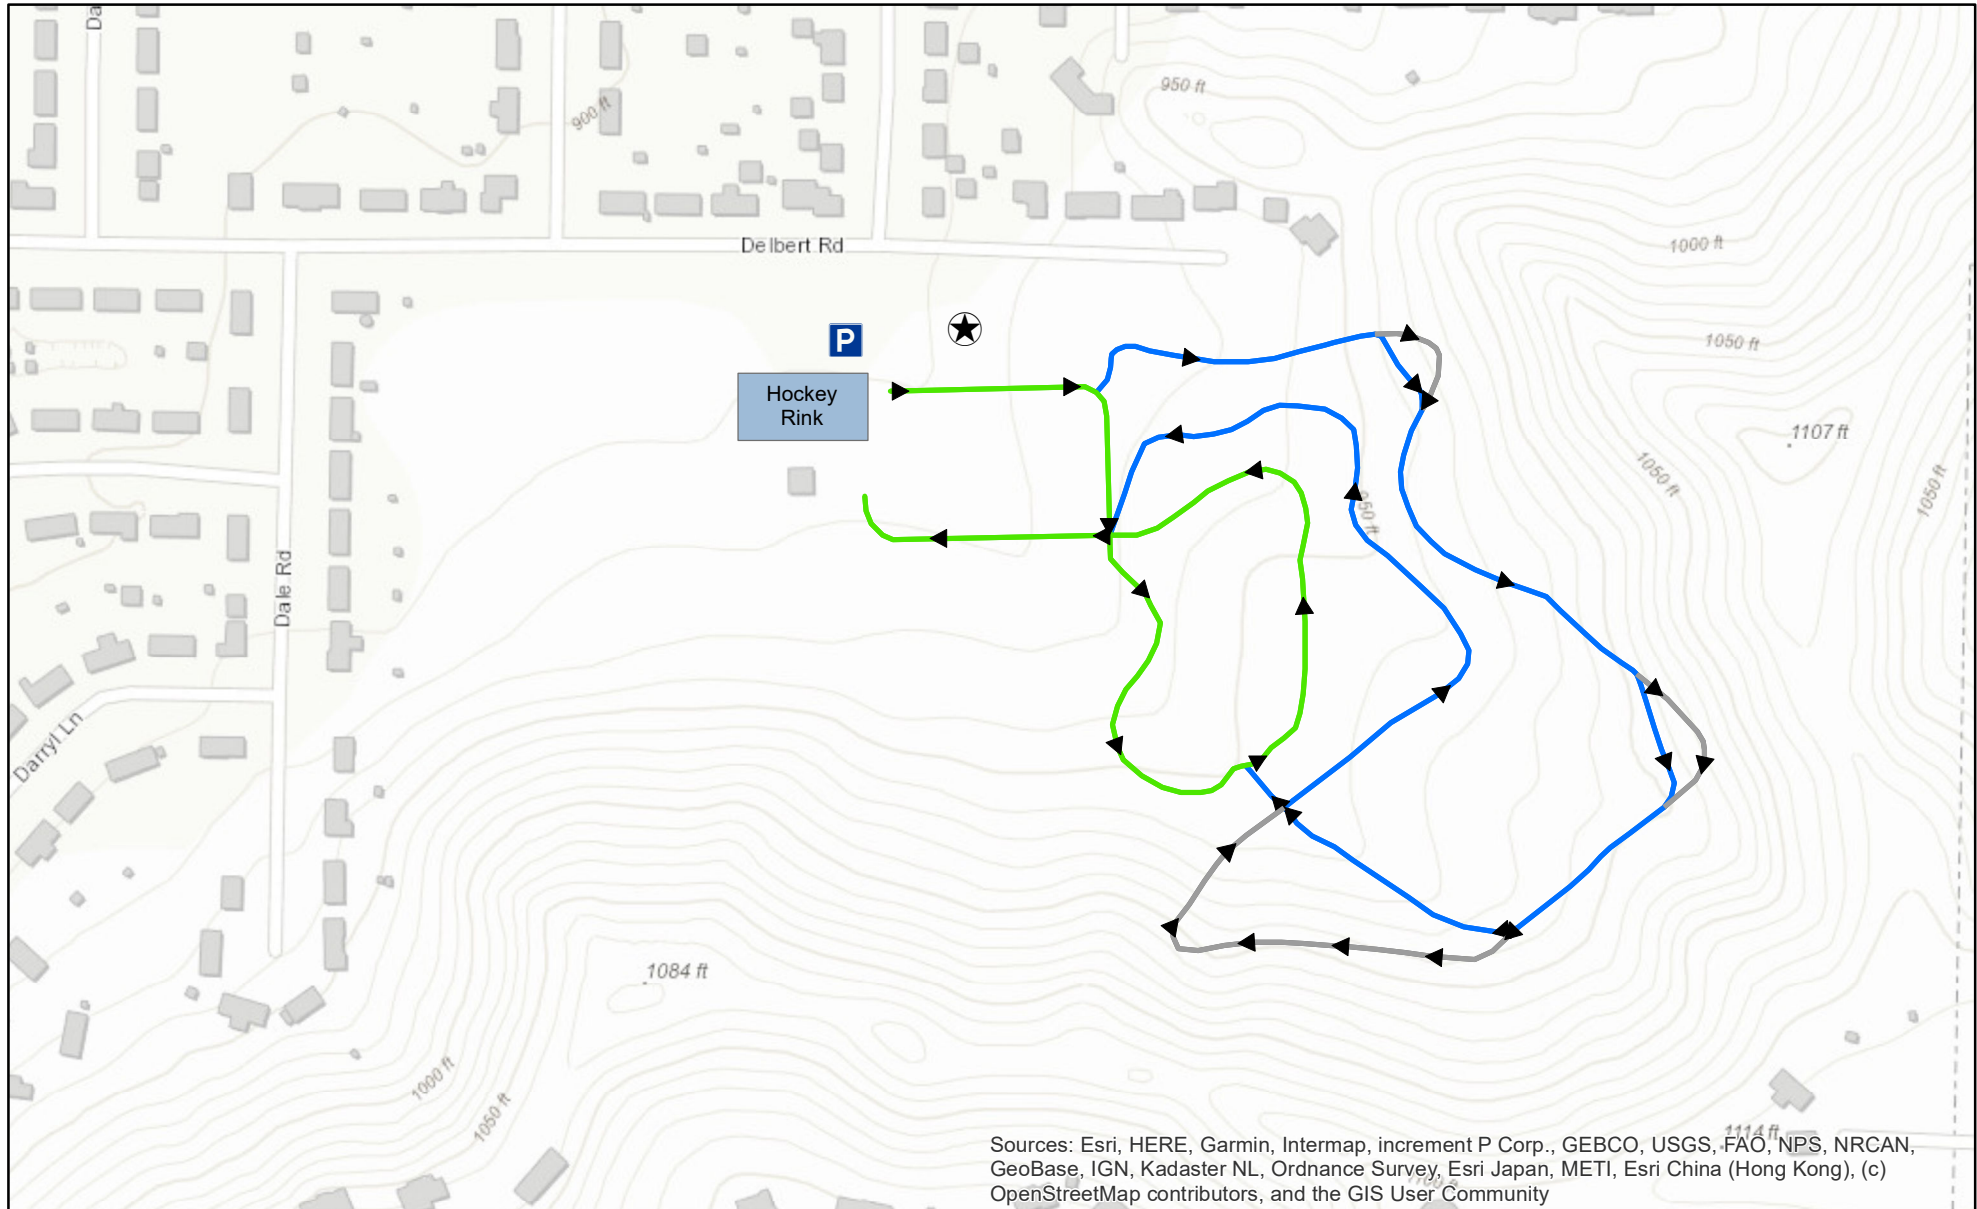 Da
950 ft
900 ft
Delbert Rd
1000 ft
P
1050 ft
Hockey
Rink
1107 ft
1050 ft
1050 ft
950 ft
Dale Rd
Darryl Ln
1084 ft
1000 ft
1050 ft
1114 ft
Sources: Esri, HERE, Garmin, Intermap, increment P Corp., GEBCO, USGS, FAO, NPS, NRCAN,
GeoBase, IGN, Kadaster NL, Ordnance Survey, Esri Japan, METI, Esri China (Hong Kong), (c)
1100 ft
OpenStreetMap contributors, and the GIS User Community